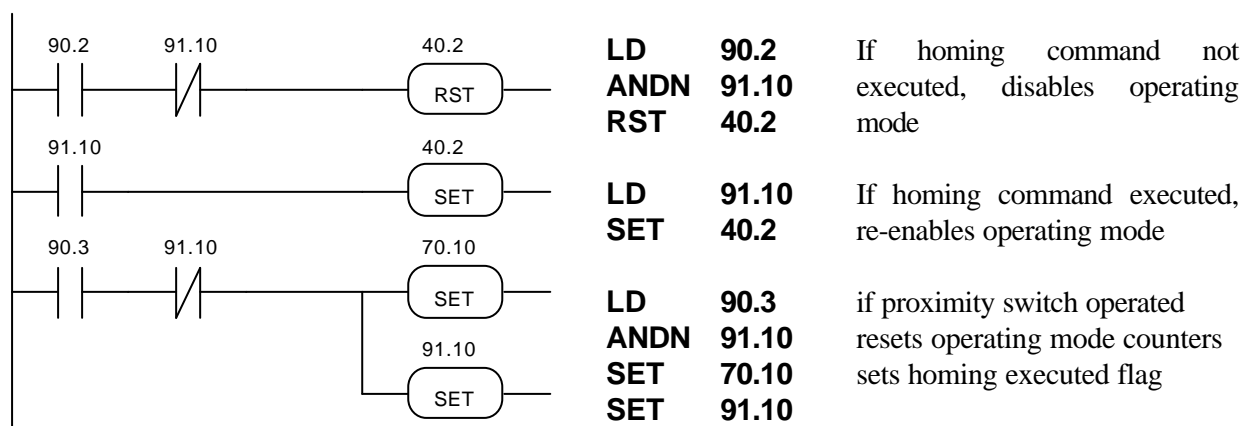 90.2 91.10 40.2
RST
91.10 40.2
SET
90.3 91.10 70.10
SET
91.10
SET
LD 90.2 If homing command not
ANDN 91.10 executed, disables operating
RST 40.2 mode
LD 91.10 If homing command executed,
SET 40.2 re-enables operating mode
LD 90.3 if proximity switch operated
ANDN 91.10 resets operating mode counters
SET 70.10 sets homing executed flag
SET 91.10